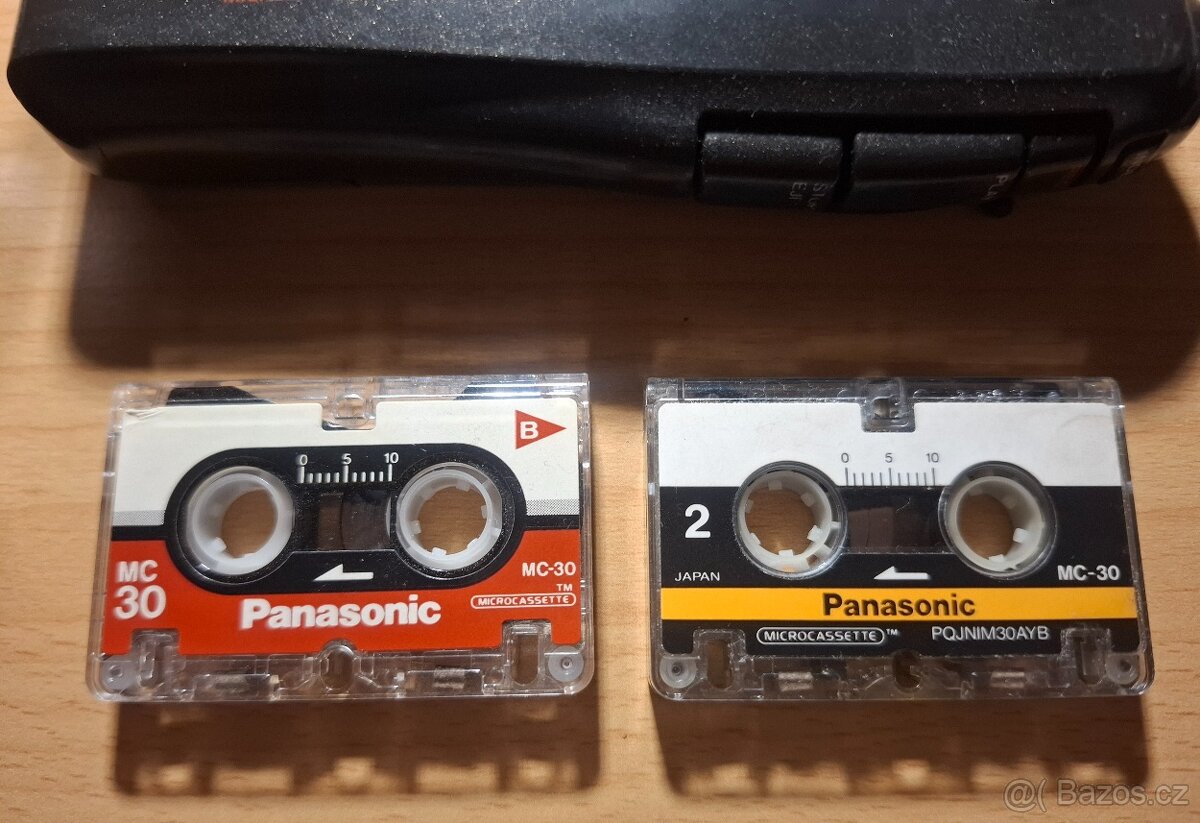 B
0 5 10
MC
30
MC-30
TM
MICROCASSETTE
Panasonic
0 5 10
2
JAPAN
MC-30
Panasonic
MICROCASSETTE™ PQJNIM30AYB
@( Bazos.cz